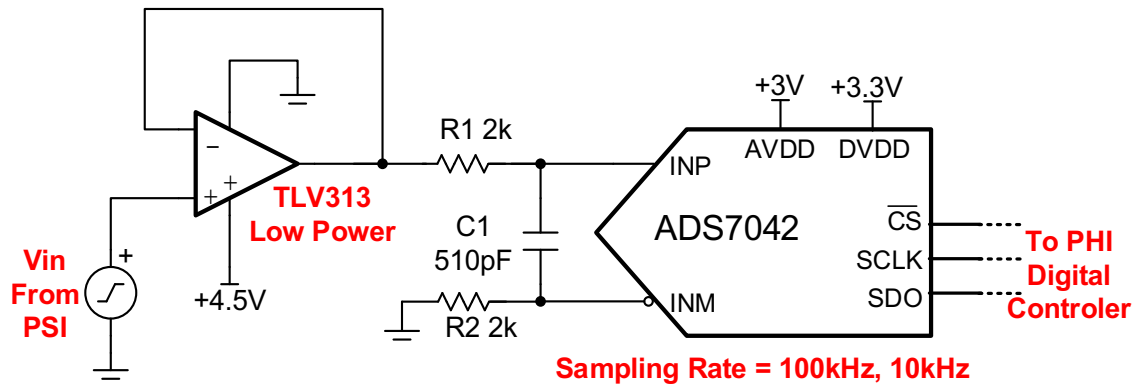 +3V
+3.3V
R1 2k
AVDD
DVDD
INP
−
+
+
TLV313
Low Power
ADS7042
CS
C1
510pF
SCLK
To PHI
Digital
Controler
Vin
From
PSI
+
+4.5V
SDO
R2 2k
INM
Sampling Rate = 100kHz, 10kHz